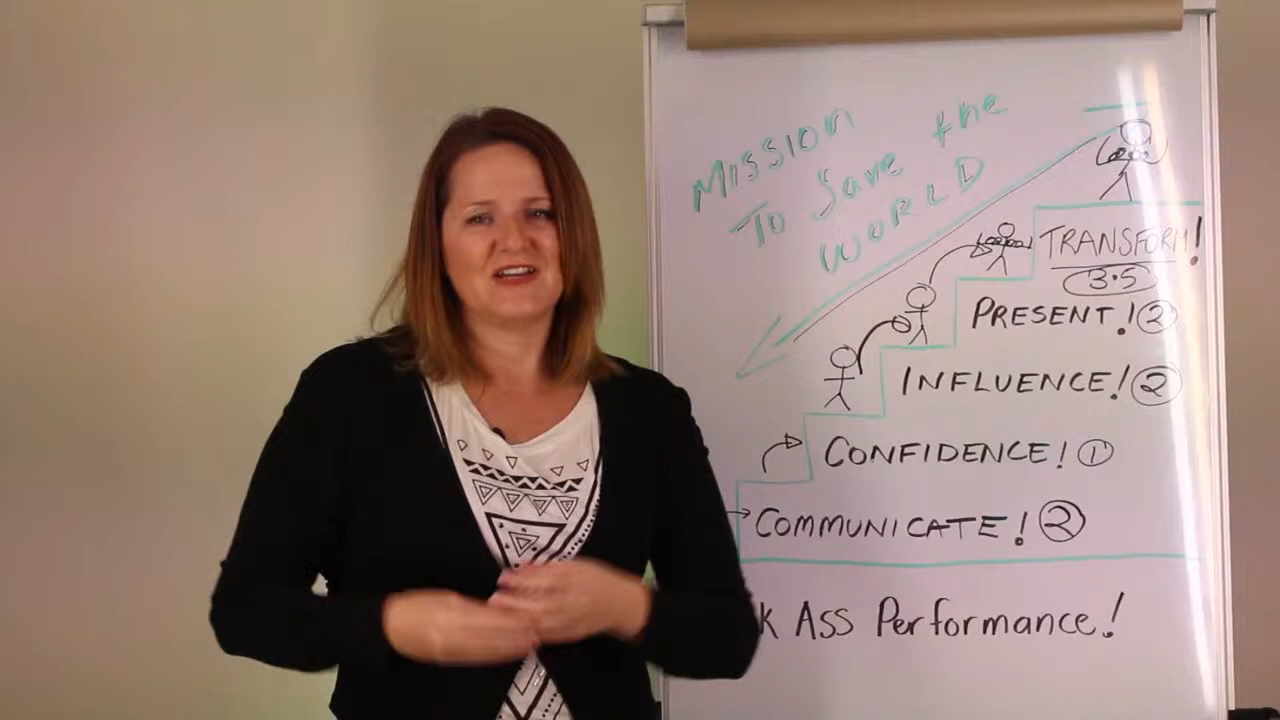 MISSION
To Save the
WORLD
TRANSFORM!
3.5
PRESENT! 2
INFLUENCE! 2
CONFIDENCE! 1
COMMUNICATE! 2
K ASS Performance!